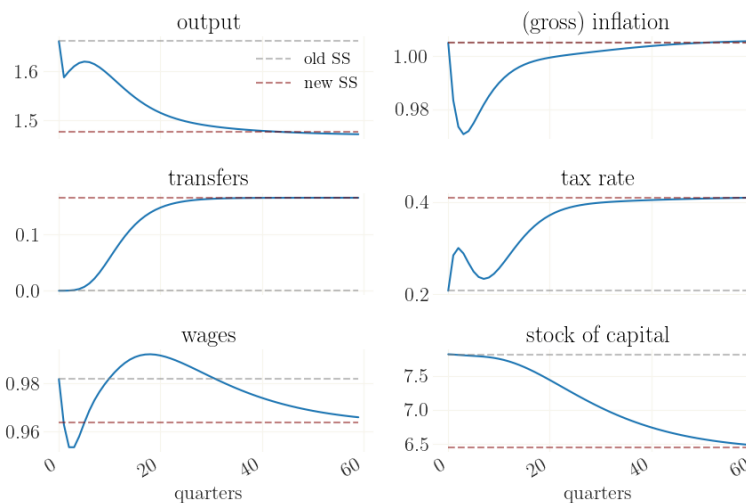 output
(gross) inflation
1.6
1.5
old SS
new SS
1.00
0.98
transfers
tax rate
0.1
0.0
0.4
0.2
wages
stock of capital
0.98
0.96
7.5
7.0
6.5
0
20
40
60
0
20
40
60
quarters
quarters